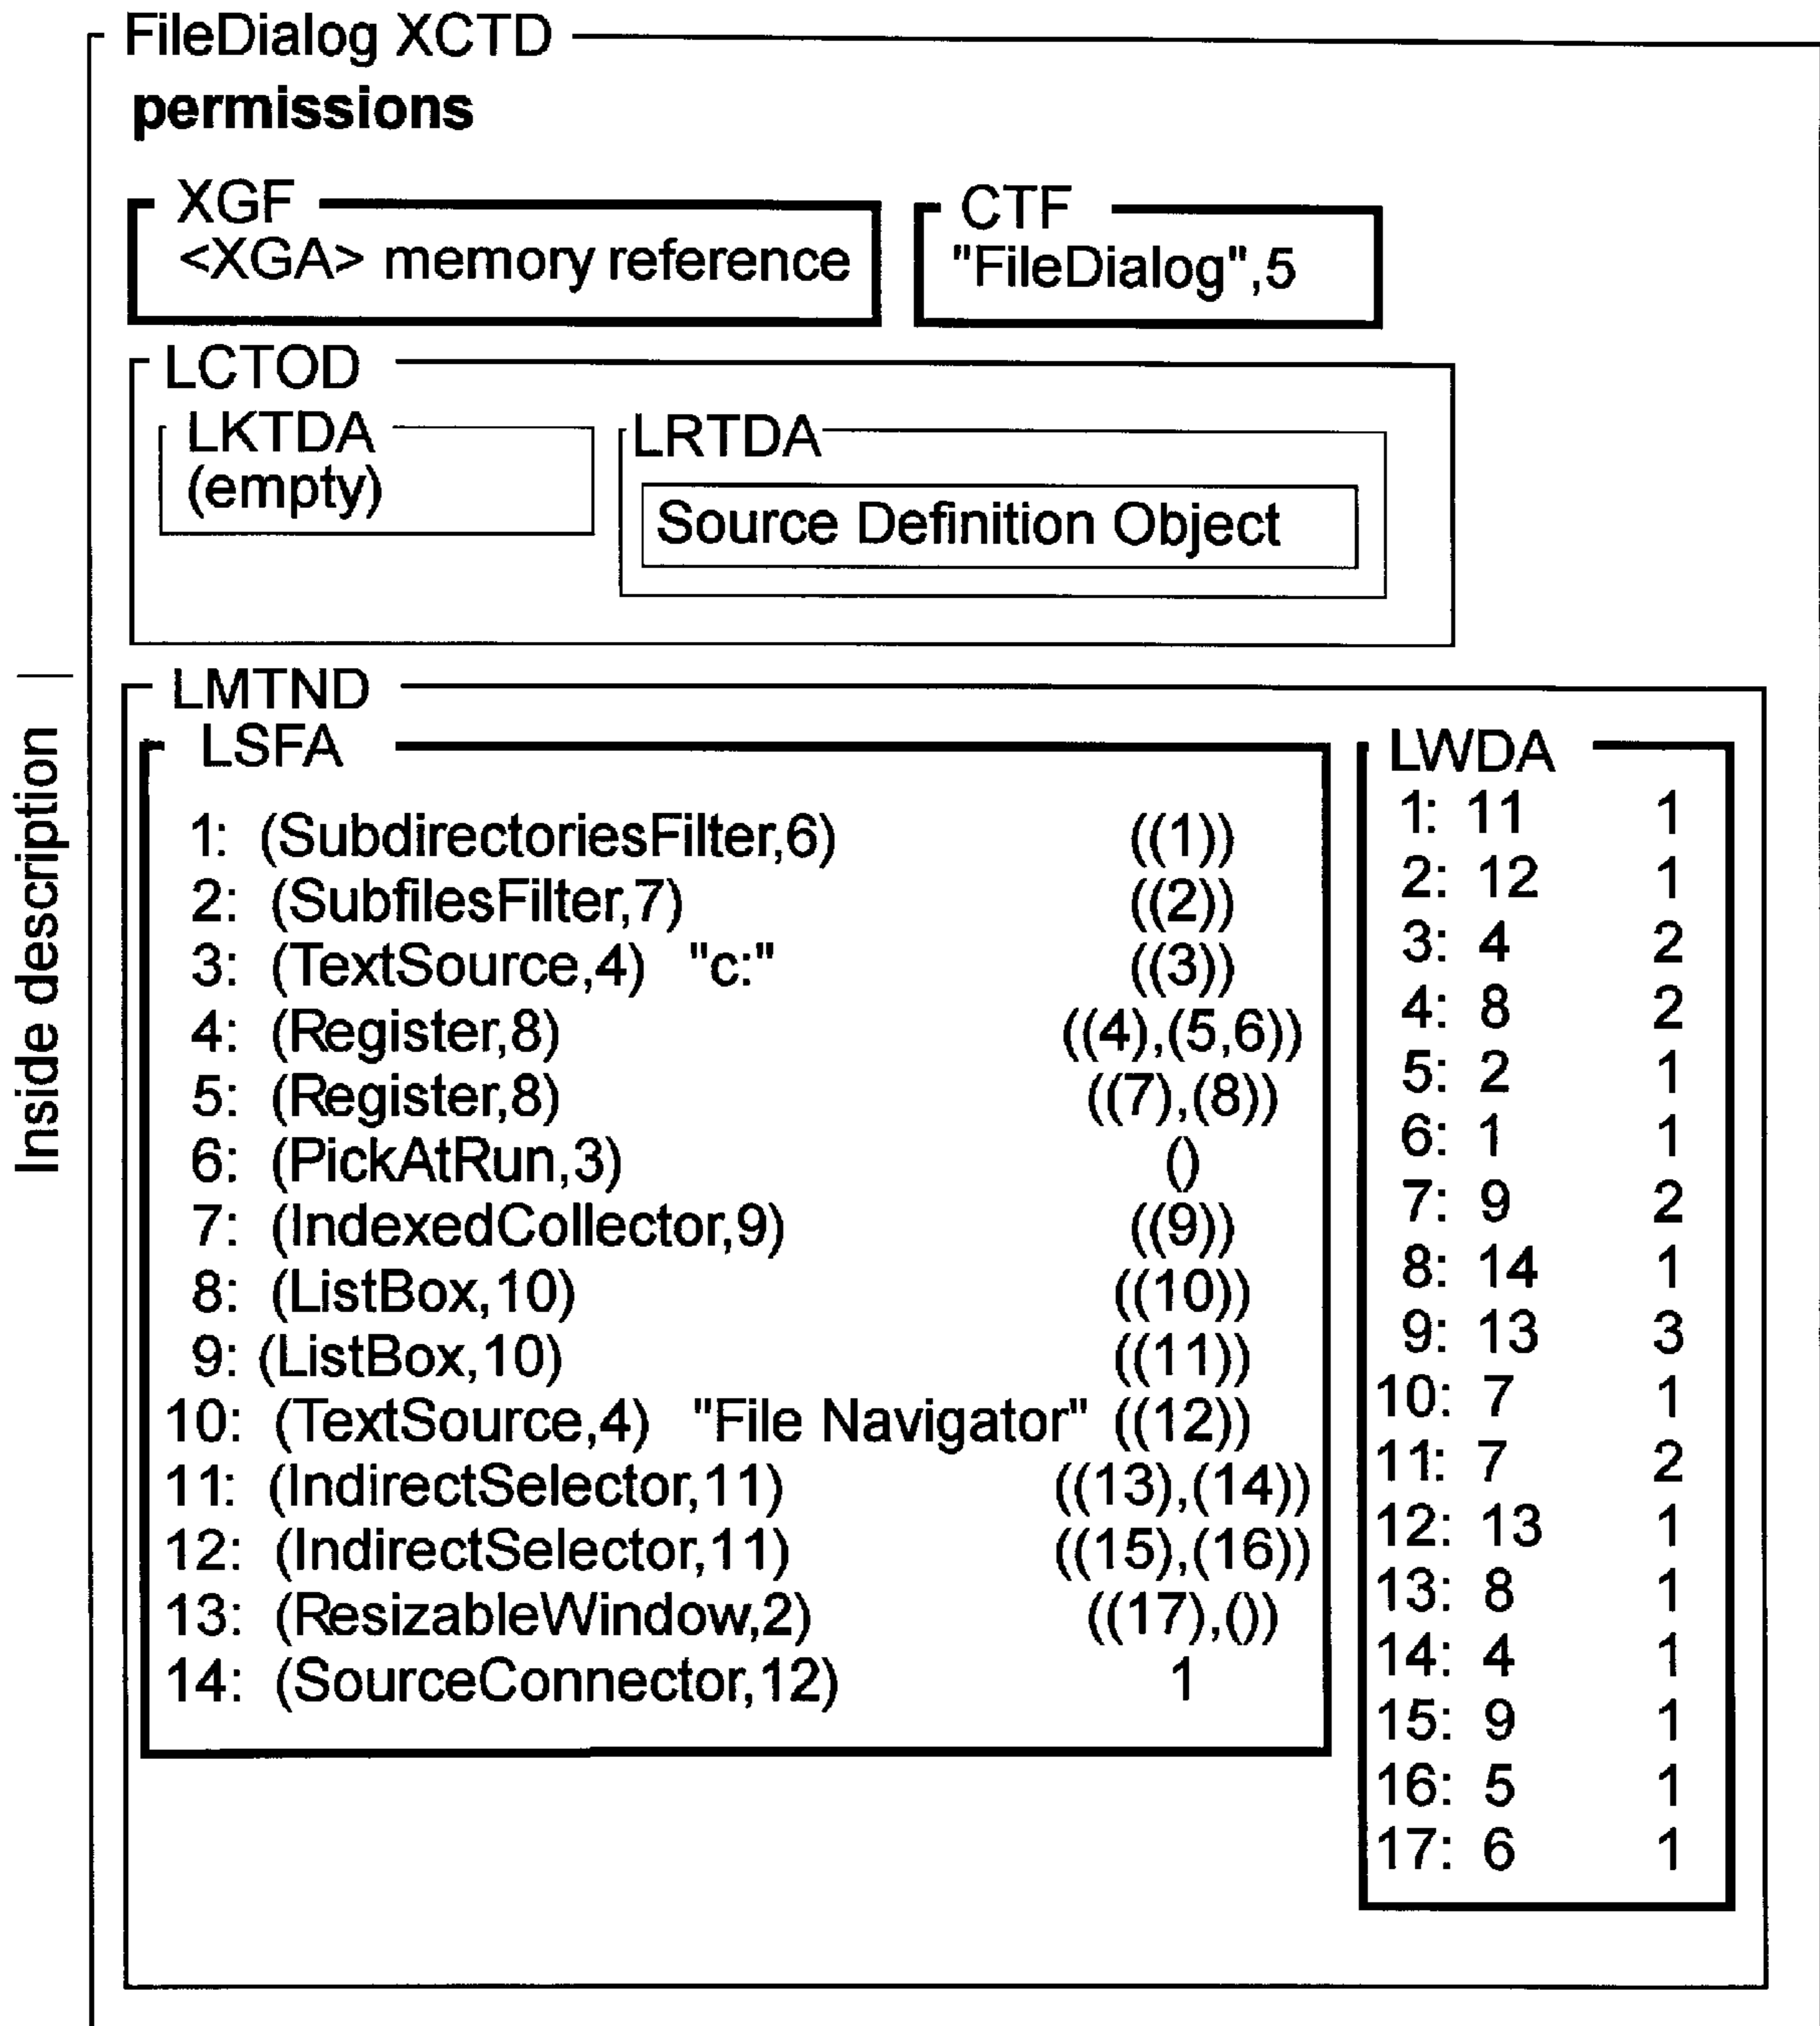 FileDialog XCTD
permissions
XGF
<XGA> memory reference
CTF
"FileDialog",5
LCTOD
LKTDA
(empty)
LRTDA
Source Definition Object
Inside description
LMTND
LSFA
1: (SubdirectoriesFilter,6) ((1))
2: (SubfilesFilter,7) ((2))
3: (TextSource,4) "c:" ((3))
4: (Register,8) ((4),(5,6))
5: (Register,8) ((7),(8))
6: (PickAtRun,3) ()
7: (IndexedCollector,9) ((9))
8: (ListBox,10) ((10))
9: (ListBox,10) ((11))
10: (TextSource,4) "File Navigator" ((12))
11: (IndirectSelector,11) ((13),(14))
12: (IndirectSelector,11) ((15),(16))
13: (ResizableWindow,2) ((17),())
14: (SourceConnector,12) 1
LWDA
1: 11 1
2: 12 1
3: 4 2
4: 8 2
5: 2 1
6: 1 1
7: 9 2
8: 14 1
9: 13 3
10: 7 1
11: 7 2
12: 13 1
13: 8 1
14: 4 1
15: 9 1
16: 5 1
17: 6 1